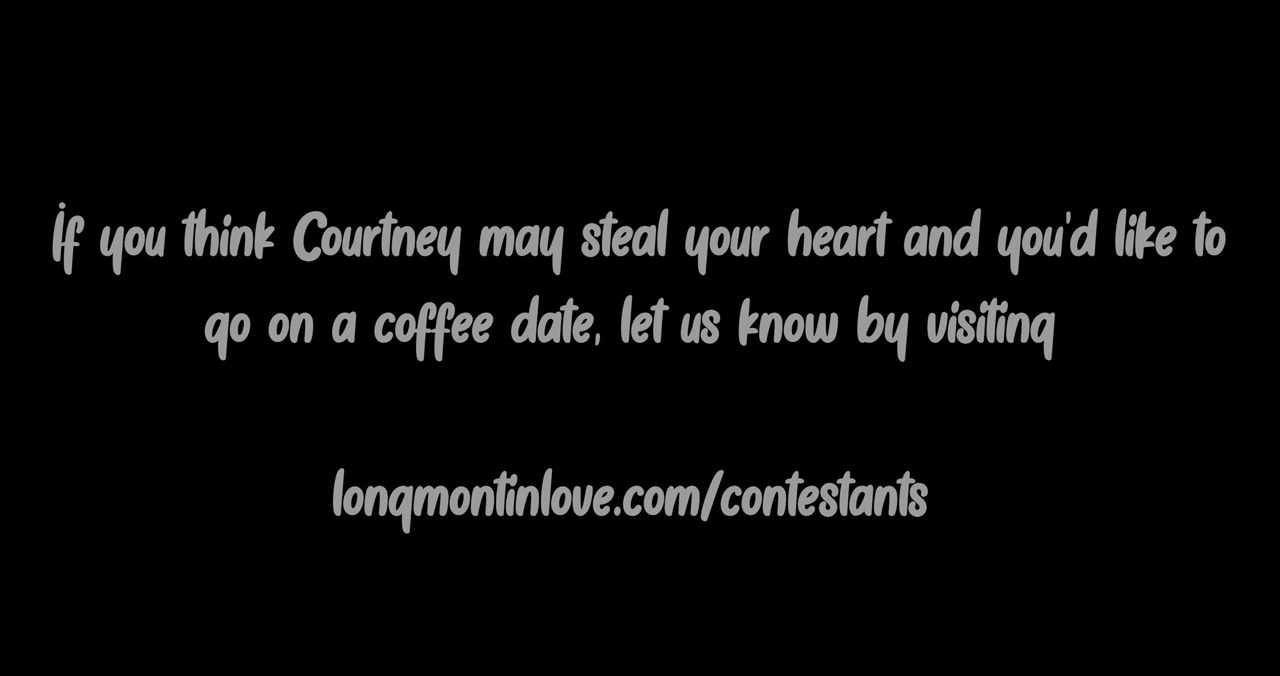 If you think Courtney may steal your heart and you'd like to
go on a coffee date, let us know by visiting
longmontinlove.com/contestants